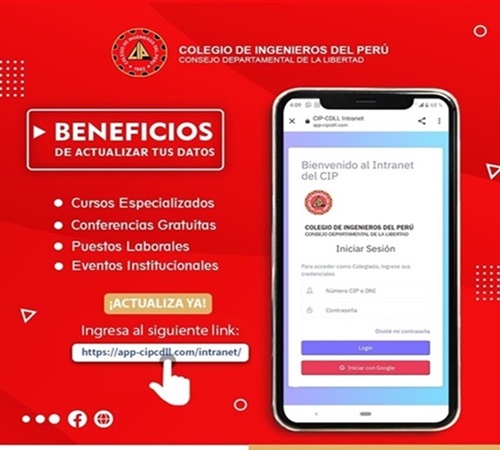 COLEGIO DE INGENIEROS DEL PERÚ
CONSEJO DEPARTAMENTAL DE LA LIBERTAD
BENEFICIOS
DE ACTUALIZAR TUS DATOS
Cursos Especializados
Conferencias Gratuitas
Puestos Laborales
Eventos Institucionales
¡ACTUALIZA YA!
Ingresa al siguiente link:
https://app-cipcdll.com/intranet/
4:09
CIP-CDLL Intranet
app-cipcdll.com
Bienvenido al Intranet
del CIP
COLEGIO DE INGENIEROS DEL PERÚ
CONSEJO DEPARTAMENTAL DE LA LIBERTAD
Iniciar Sesión
Para acceder como Colegiado, ingrese sus
credenciales
Número CIP o DNI
Contraseña
Olvidé mi contraseña
Login
G Iniciar con Google